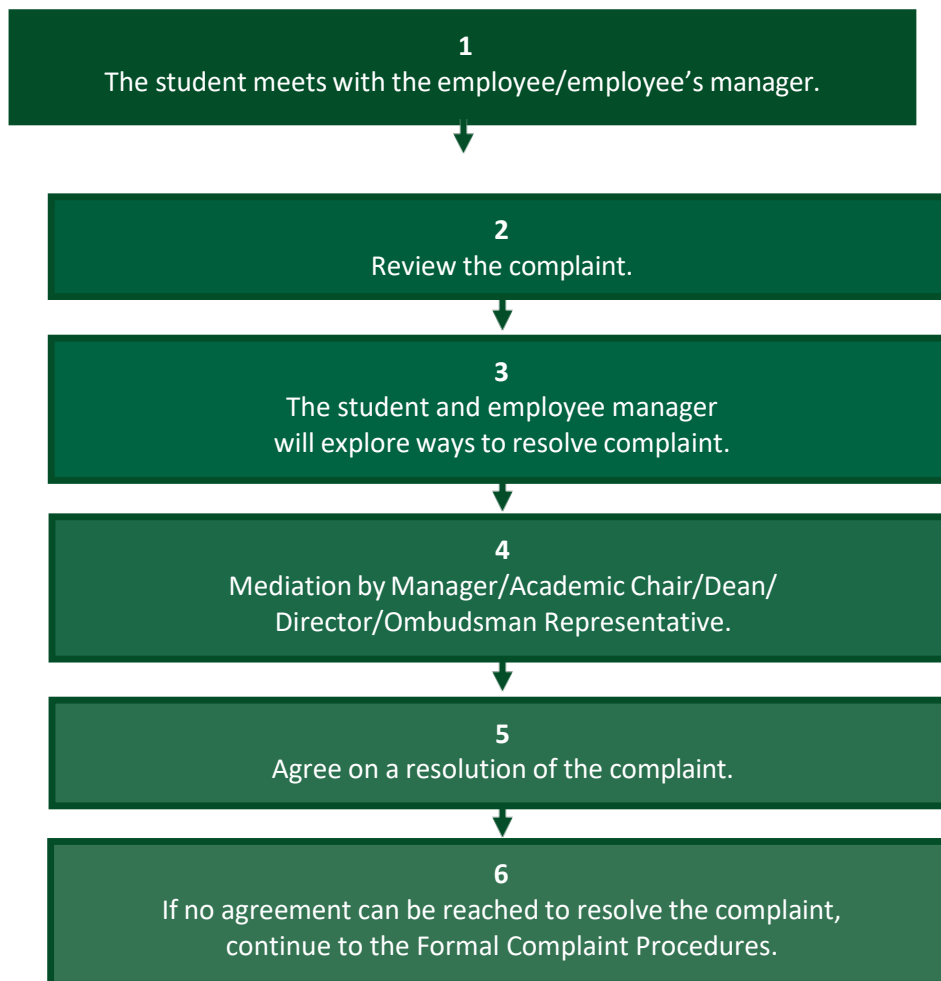 1
The student meets with the employee/employee’s manager.
2
Review the complaint.
3
The student and employee manager
will explore ways to resolve complaint.
4
Mediation by Manager/Academic Chair/Dean/
Director/Ombudsman Representative.
5
Agree on a resolution of the complaint.
6
If no agreement can be reached to resolve the complaint,
continue to the Formal Complaint Procedures.